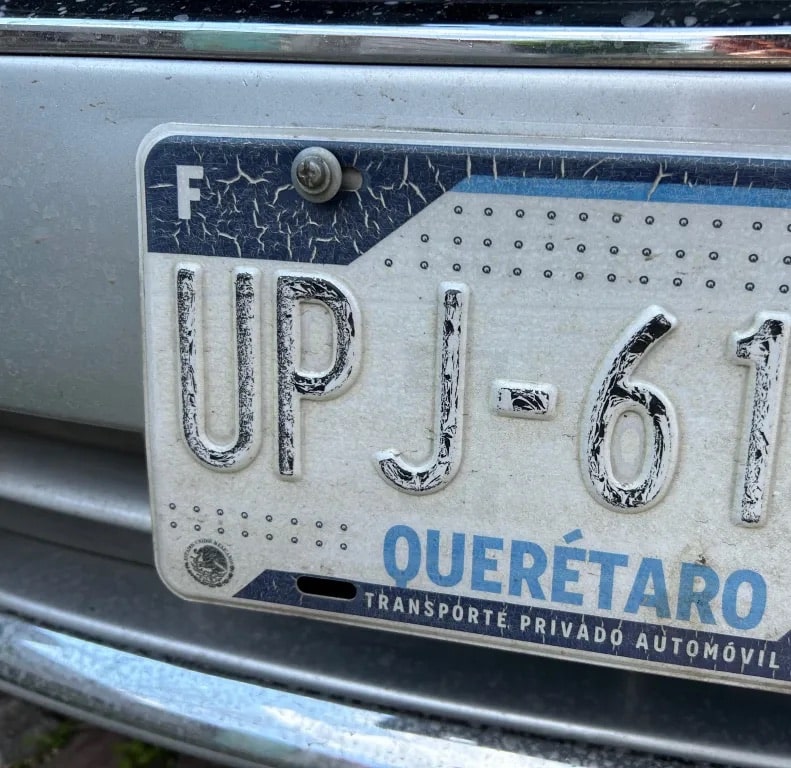 F
UPJ-61
QUERÉTARO
TRANSPORTE PRIVADO AUTOMÓVIL